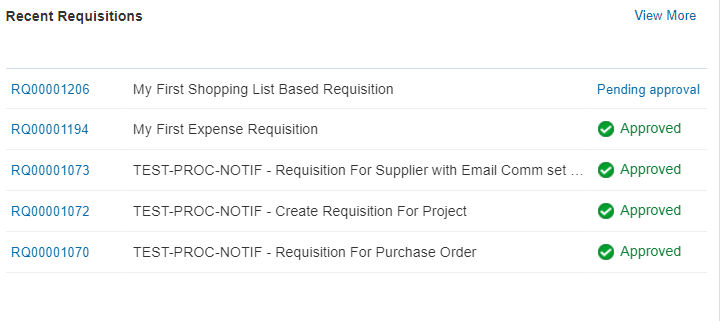 Recent Requisitions View More
RQ00001206 My First Shopping List Based Requisition Pending approval
RQ00001194 My First Expense Requisition Approved
RQ00001073 TEST-PROC-NOTIF - Requisition For Supplier with Email Comm set ... Approved
RQ00001072 TEST-PROC-NOTIF - Create Requisition For Project Approved
RQ00001070 TEST-PROC-NOTIF - Requisition For Purchase Order Approved